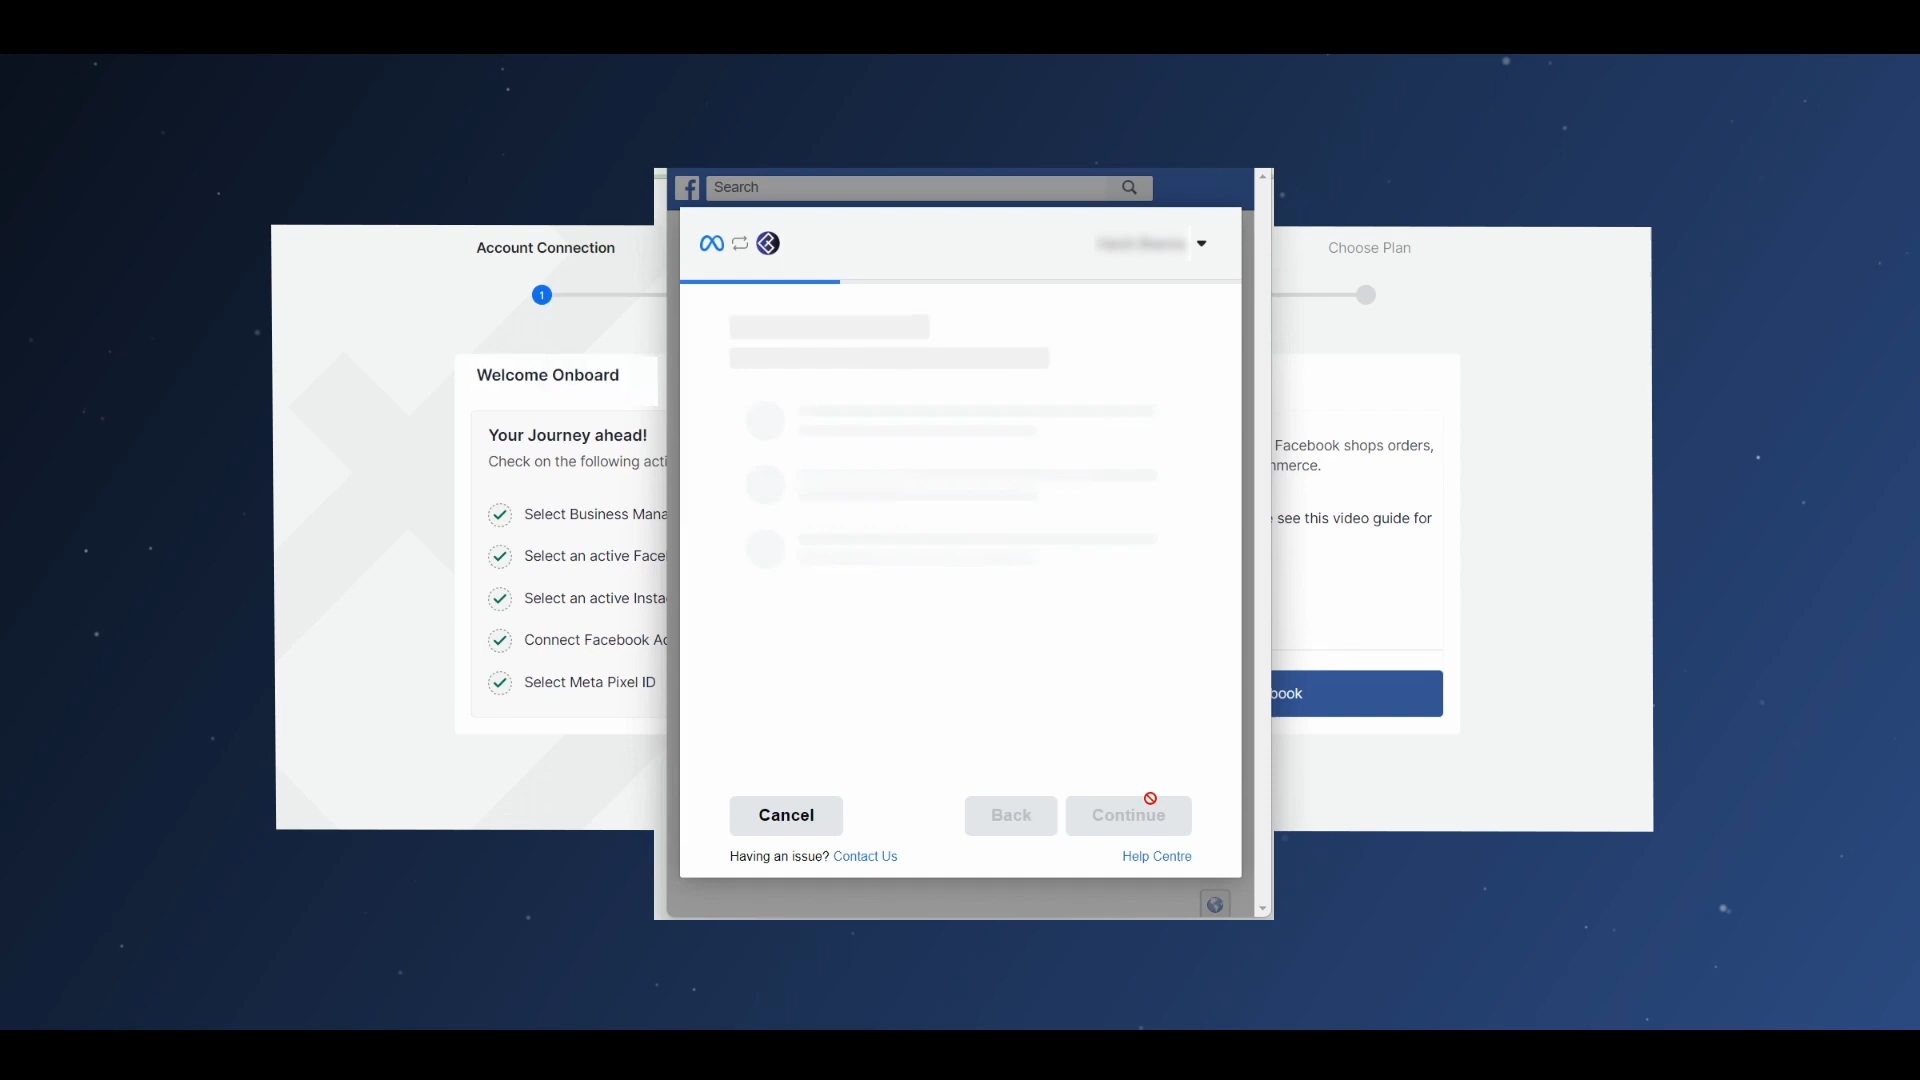 Search
Account Connection
Choose Plan
1
Welcome Onboard
Your Journey ahead!
Check on the following acti
Facebook shops orders,
merce.
Select Business Mana
see this video guide for
Select an active Face
Select an active Insta
Connect Facebook Ad
Select Meta Pixel ID
book
Cancel
Back
Continue
Having an issue? Contact Us
Help Centre